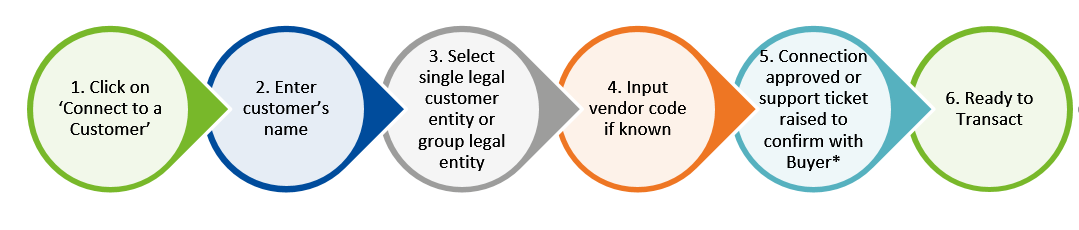 1. Click on
‘Connect to a
Customer’
2. Enter
customer’s
name
3. Select
single legal
customer
entity or
group legal
entity
4. Input
vendor code
if known
5. Connection
approved or
support ticket
raised to
confirm with
Buyer*
6. Ready to
Transact